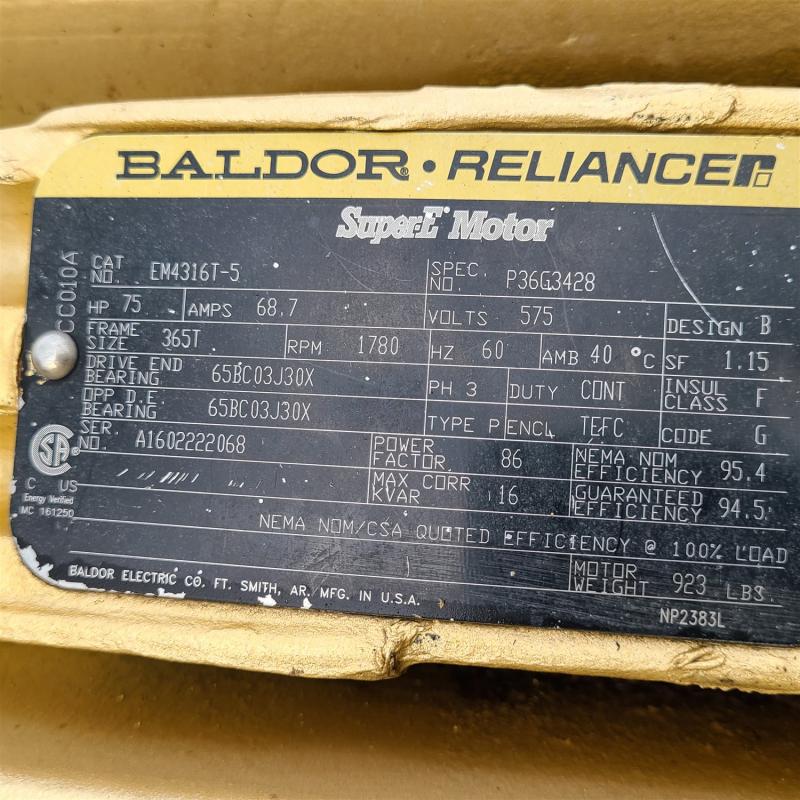 BALDOR® • RELIANCE
Super-E® Motor
CC010A
CAT NO. EM4316T-5
SPEC. NO. P36G3428
HP 75 AMPS 68.7 VOLTS 575 DESIGN B
FRAME SIZE 365T RPM 1780 HZ 60 AMB 40 °C SF 1.15
DRIVE END BEARING 65BC03J30X PH 3 DUTY CONT INSUL CLASS F
OPP D.E. BEARING 65BC03J30X TYPE P ENCL TEFC CODE G
SER. NO. A1602222068 POWER FACTOR 86 NEMA NOM EFFICIENCY 95.4
MAX CORR KVAR 16 GUARANTEED EFFICIENCY 94.5
C US
Energy Verified
MC 161250
NEMA NOM/CSA QUOTED EFFICIENCY @ 100% LOAD
MOTOR WEIGHT 923 LBS.
BALDOR ELECTRIC CO. FT. SMITH, AR. MFG. IN U.S.A.
NP2383L